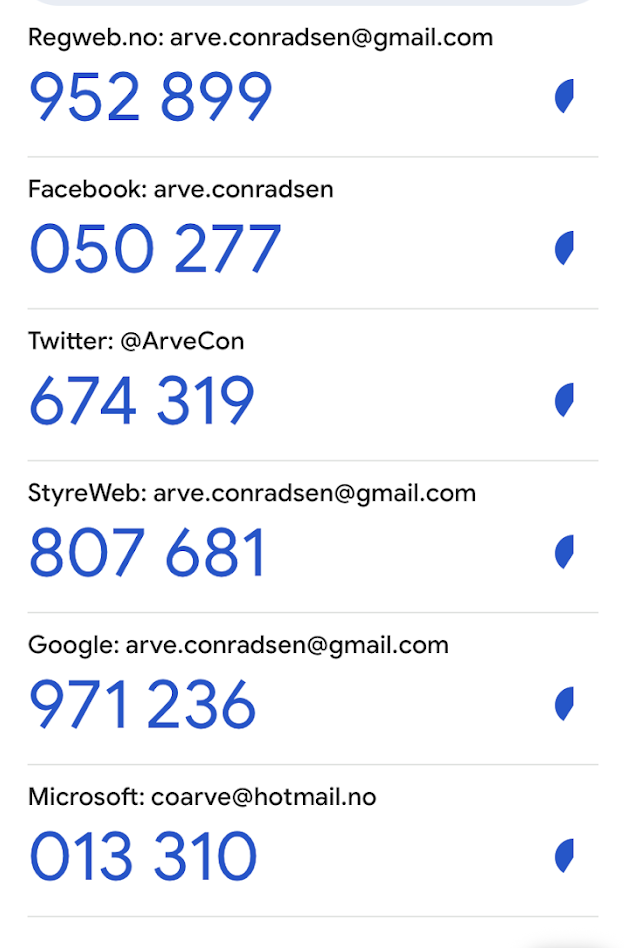 Regweb.no: arve.conradsen@gmail.com
952 899
Facebook: arve.conradsen
050 277
Twitter: @ArveCon
674 319
StyreWeb: arve.conradsen@gmail.com
807 681
Google: arve.conradsen@gmail.com
971 236
Microsoft: coarve@hotmail.no
013 310